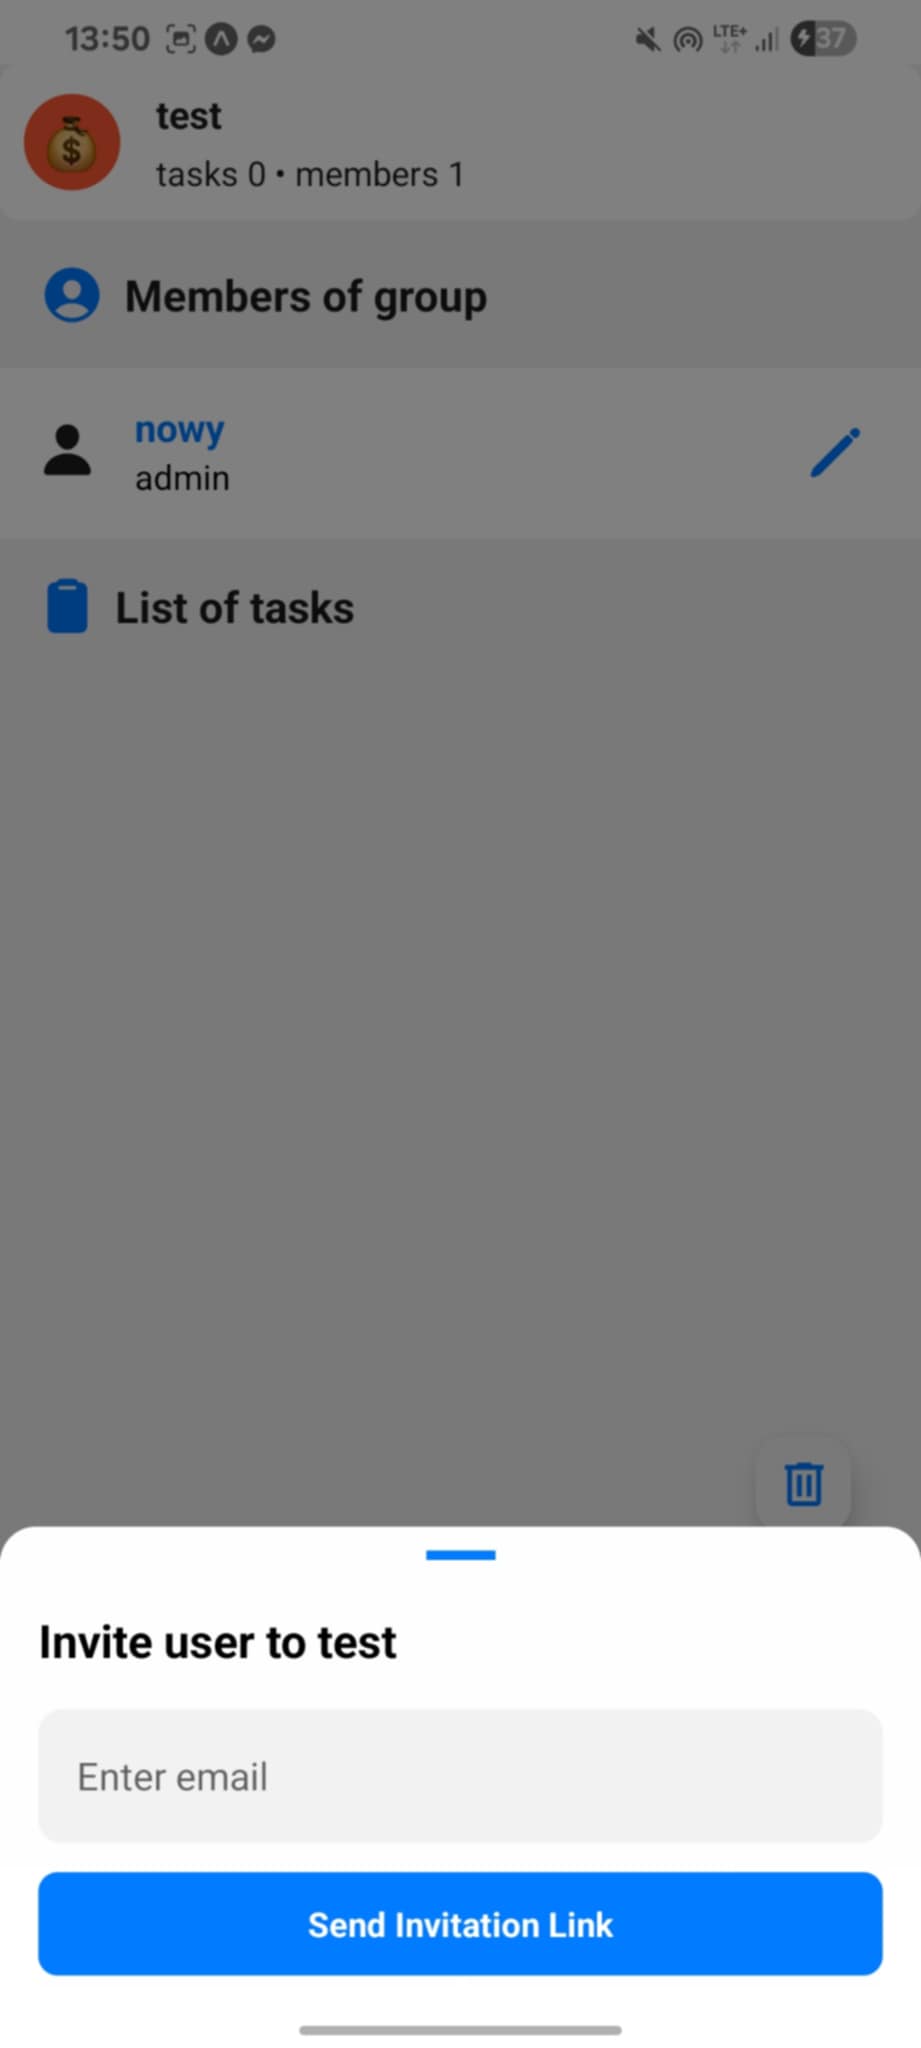 13:50
LTE+
37
test
tasks 0 • members 1
Members of group
nowy
admin
List of tasks
Invite user to test
Enter email
Send Invitation Link